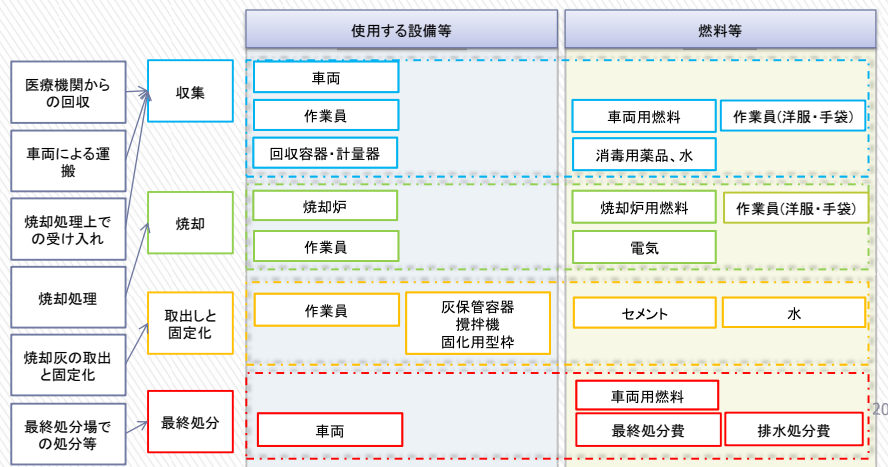 使用する設備等
燃料等
医療機関から
の回収
車両による運
搬
焼却処理上で
の受け入れ
焼却処理
焼却灰の取出
と固定化
最終処分場で
の処分等
収集
車両
作業員
回収容器・計量器
車両用燃料
作業員(洋服・手袋)
消毒用薬品、水
焼却
焼却炉
作業員
焼却炉用燃料
作業員(洋服・手袋)
電気
取出しと
固定化
作業員
灰保管容器
攪拌機
固化用型枠
セメント
水
最終処分
車両
車両用燃料
最終処分費
排水処分費
20